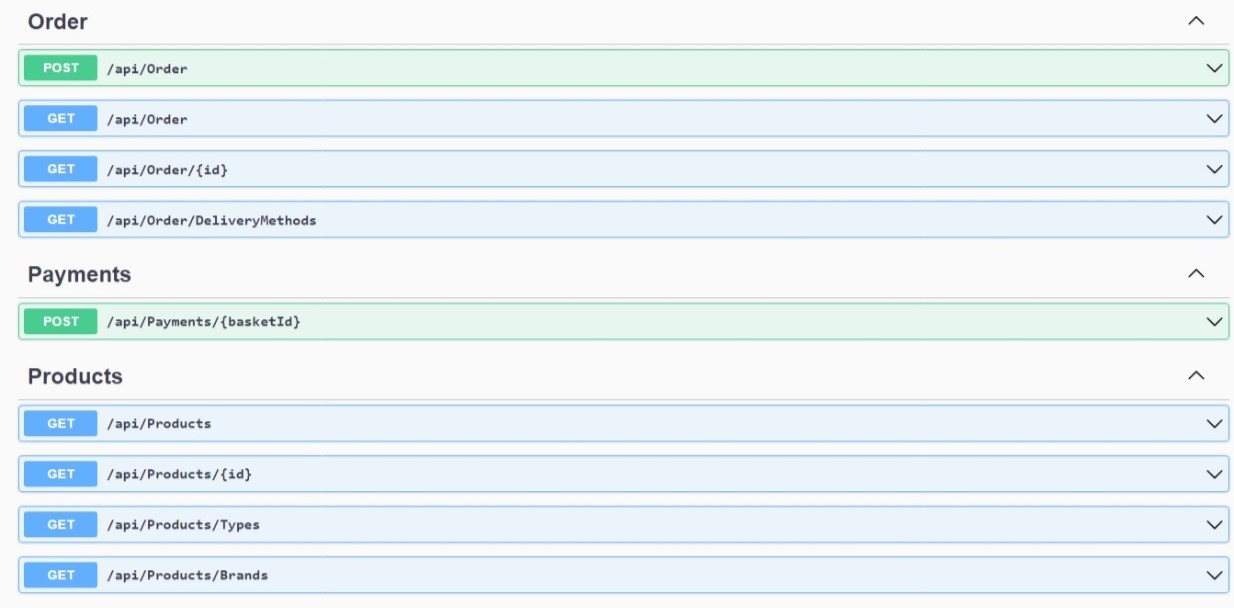 Order
POST /api/Order
GET /api/Order
GET /api/Order/{id}
GET /api/Order/DeliveryMethods
Payments
POST /api/Payments/{basketId}
Products
GET /api/Products
GET /api/Products/{id}
GET /api/Products/Types
GET /api/Products/Brands